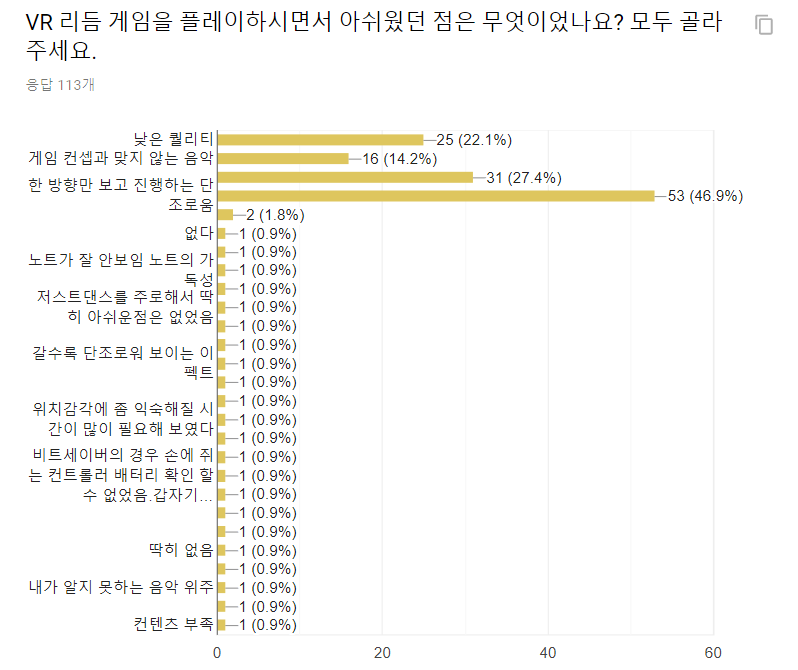 VR 리듬 게임을 플레이하시면서 아쉬웠던 점은 무엇이었나요? 모두 골라
주세요.
응답 113개
낮은 퀄리티
25 (22.1%)
게임 컨셉과 맞지 않는 음악
16 (14.2%)
31 (27.4%)
한 방향만 보고 진행하는 단
조로움
53 (46.9%)
2 (1.8%)
없다
1 (0.9%)
1 (0.9%)
노트가 잘 안보임 노트의 가
독성
1 (0.9%)
1 (0.9%)
저스트댄스를 주로해서 딱
히 아쉬운점은 없었음
1 (0.9%)
1 (0.9%)
1 (0.9%)
갈수록 단조로워 보이는 이
펙트
1 (0.9%)
1 (0.9%)
1 (0.9%)
위치감각에 좀 익숙해질 시
간이 많이 필요해 보였다
1 (0.9%)
1 (0.9%)
비트세이버의 경우 손에 쥐
는 컨트롤러 배터리 확인 할
수 없었음.갑자기...
1 (0.9%)
1 (0.9%)
1 (0.9%)
1 (0.9%)
1 (0.9%)
딱히 없음
1 (0.9%)
1 (0.9%)
내가 알지 못하는 음악 위주
1 (0.9%)
1 (0.9%)
컨텐츠 부족
1 (0.9%)
0
20
40
60